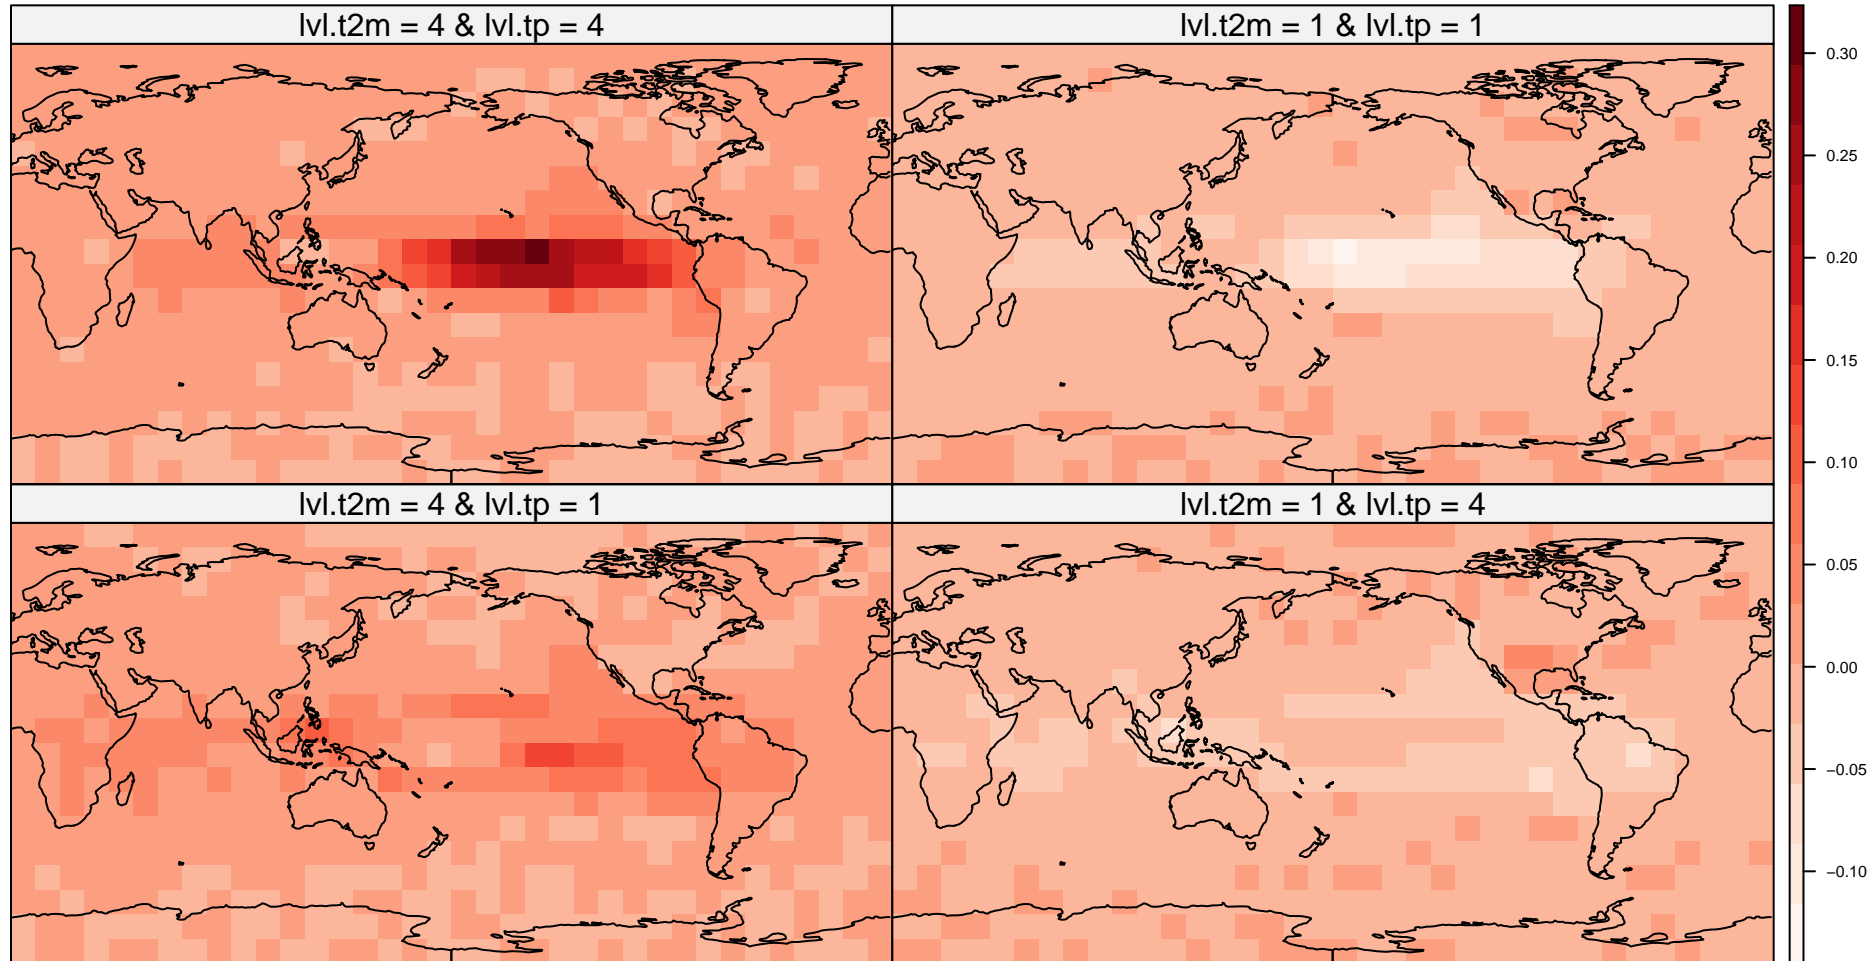 lvl.t2m = 4 & lvl.tp = 4
lvl.t2m = 1 & lvl.tp = 1
lvl.t2m = 4 & lvl.tp = 1
lvl.t2m = 1 & lvl.tp = 4
0.30
0.25
0.20
0.15
0.10
0.05
0.00
−0.05
−0.10